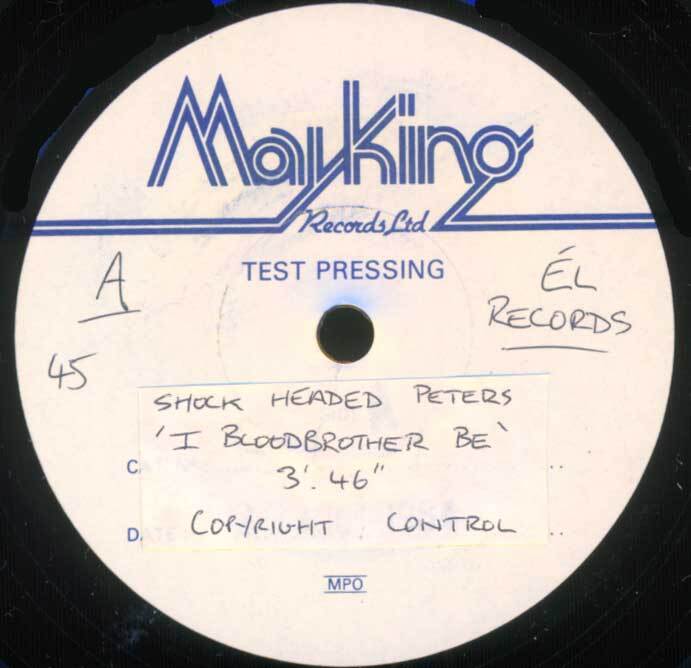 Mayking
Records Ltd
TEST PRESSING
A
ÉL
RECORDS
45
SHOCK HEADED PETERS
'I BLOODBROTHER BE'
3'.46"
C
COPYRIGHT CONTROL
D
MPO